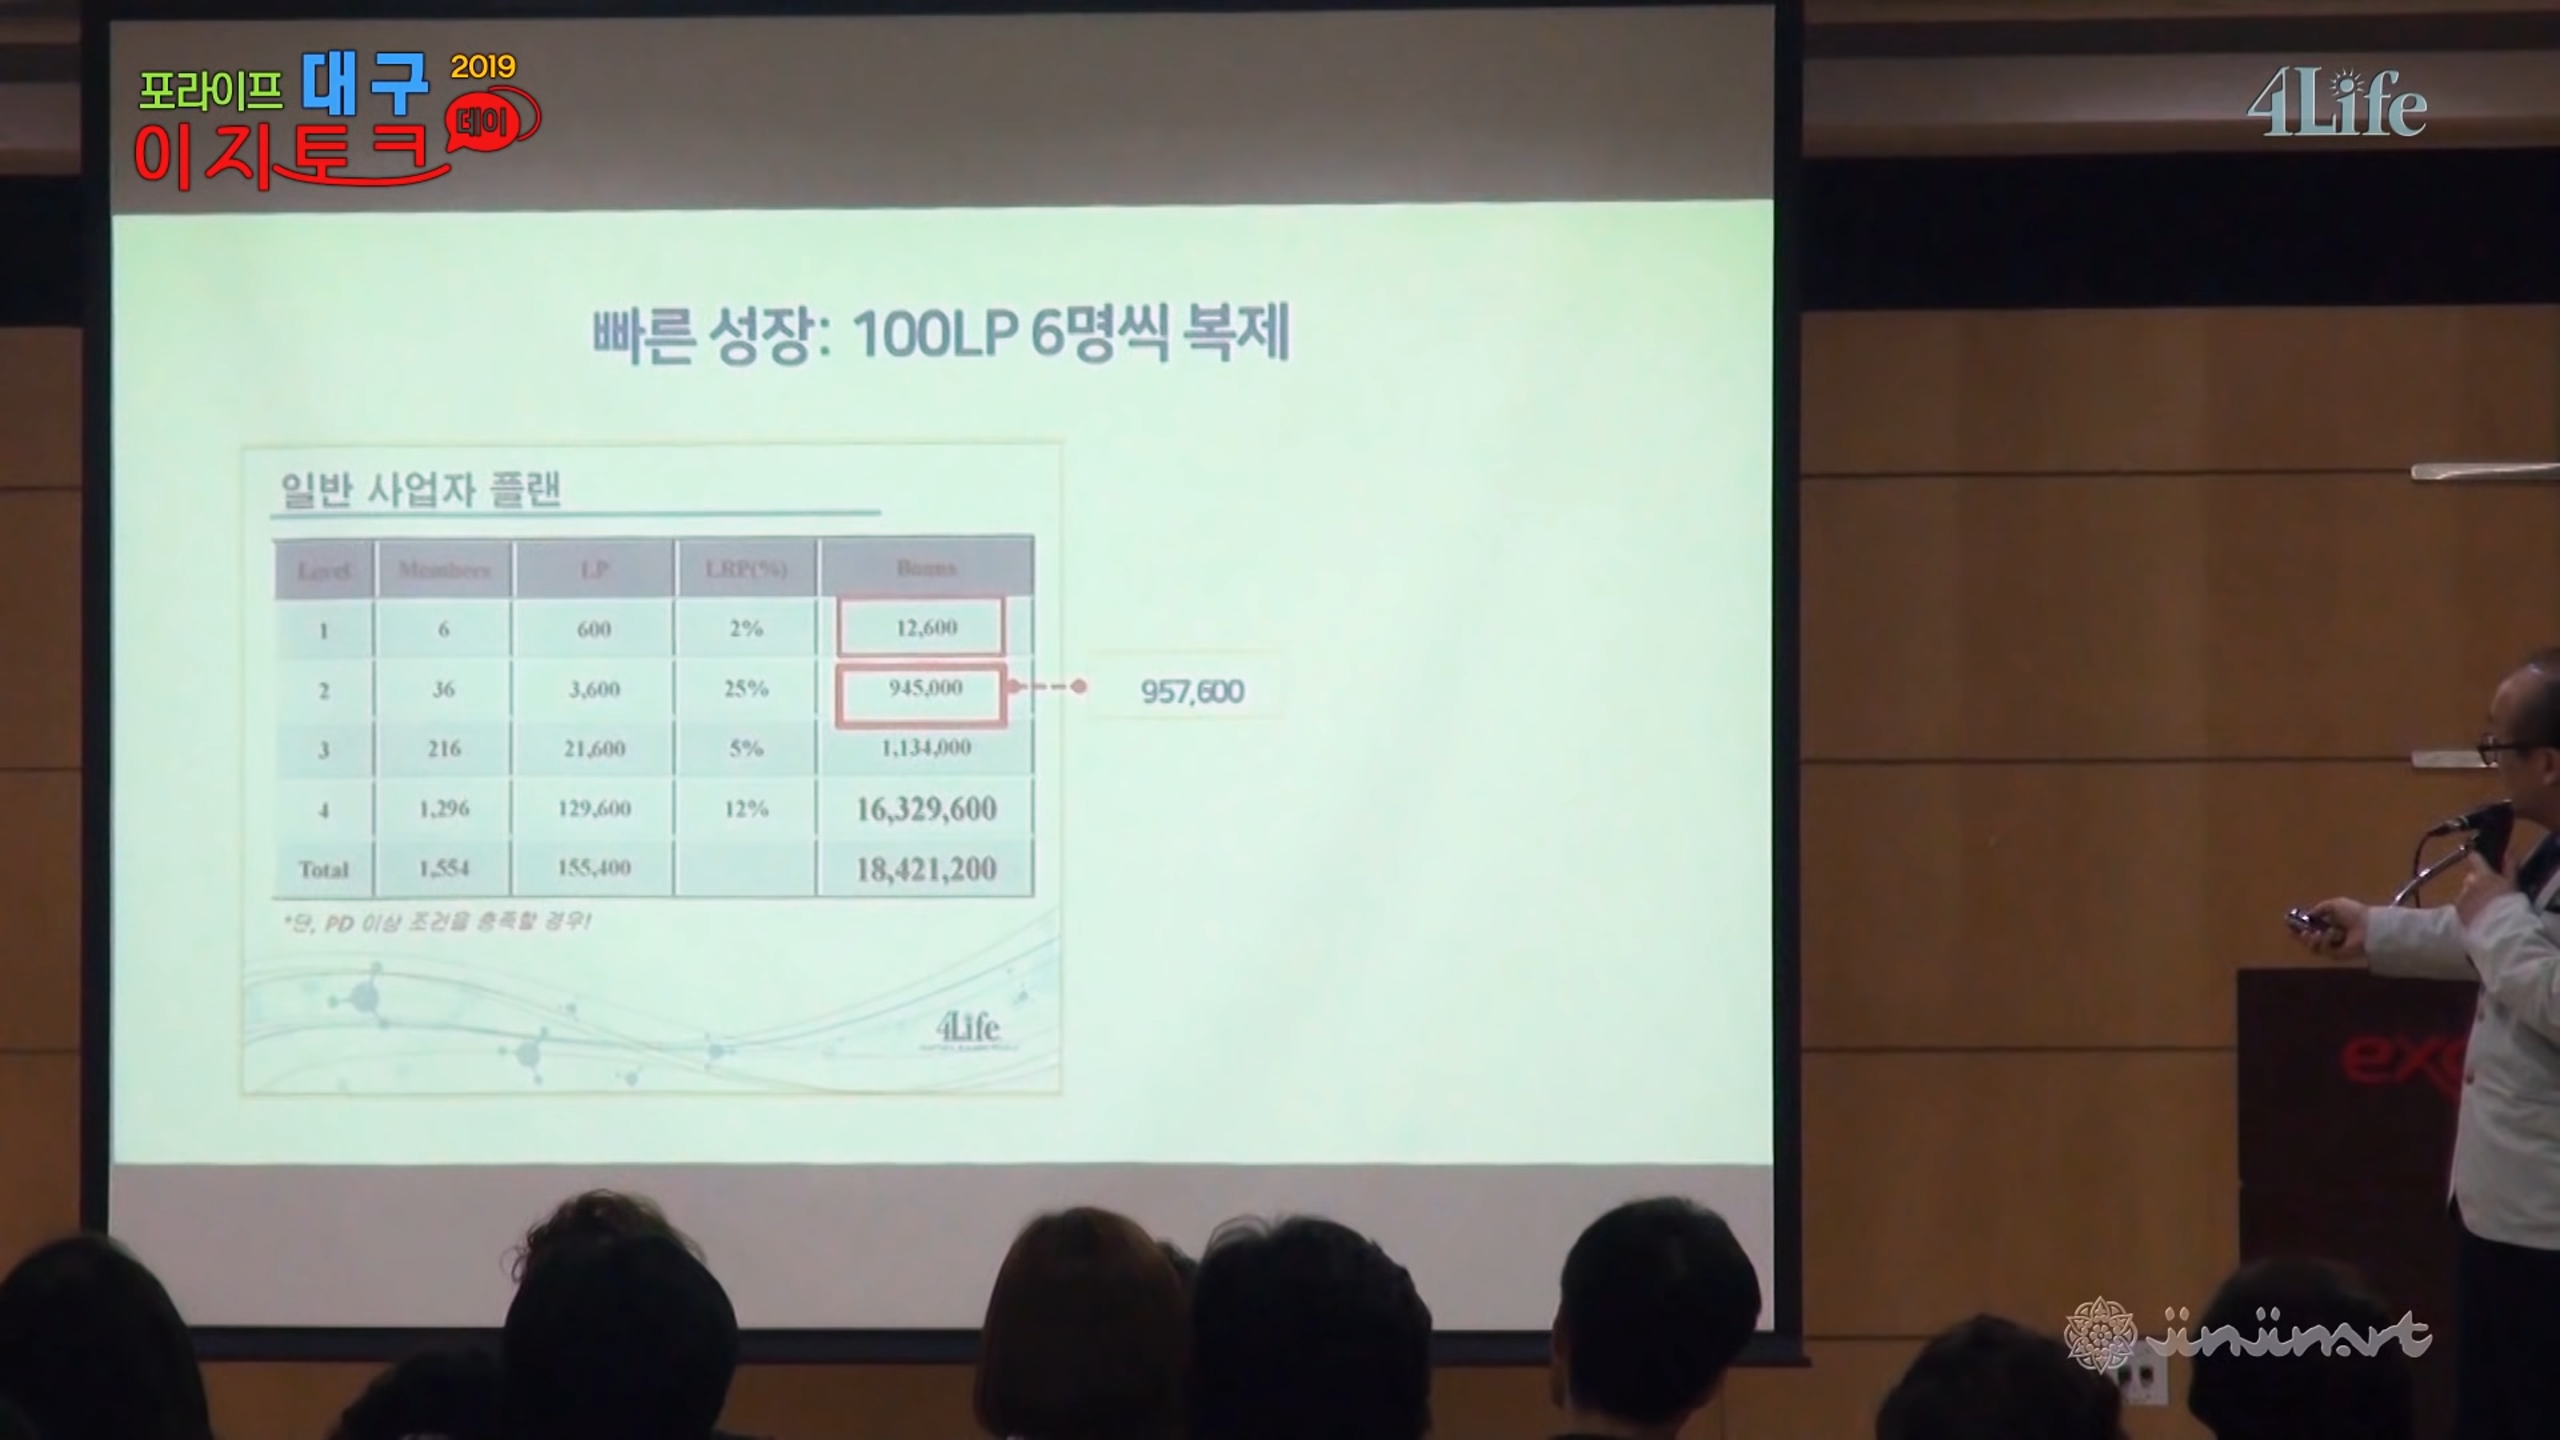 포라이프 대구 2019
이지토크 데이
4Life
빠른 성장: 100LP 6명씩 복제
일반 사업자 플랜
Level Members LP LRP(%) Bonus
1 6 600 2% 12,600
2 36 3,600 25% 945,000
957,600
3 216 21,600 5% 1,134,000
4 1,296 129,600 12% 16,329,600
Total 1,554 155,400 18,421,200
*단, PD 이상 조건을 충족할 경우!
4Life
jinjinart